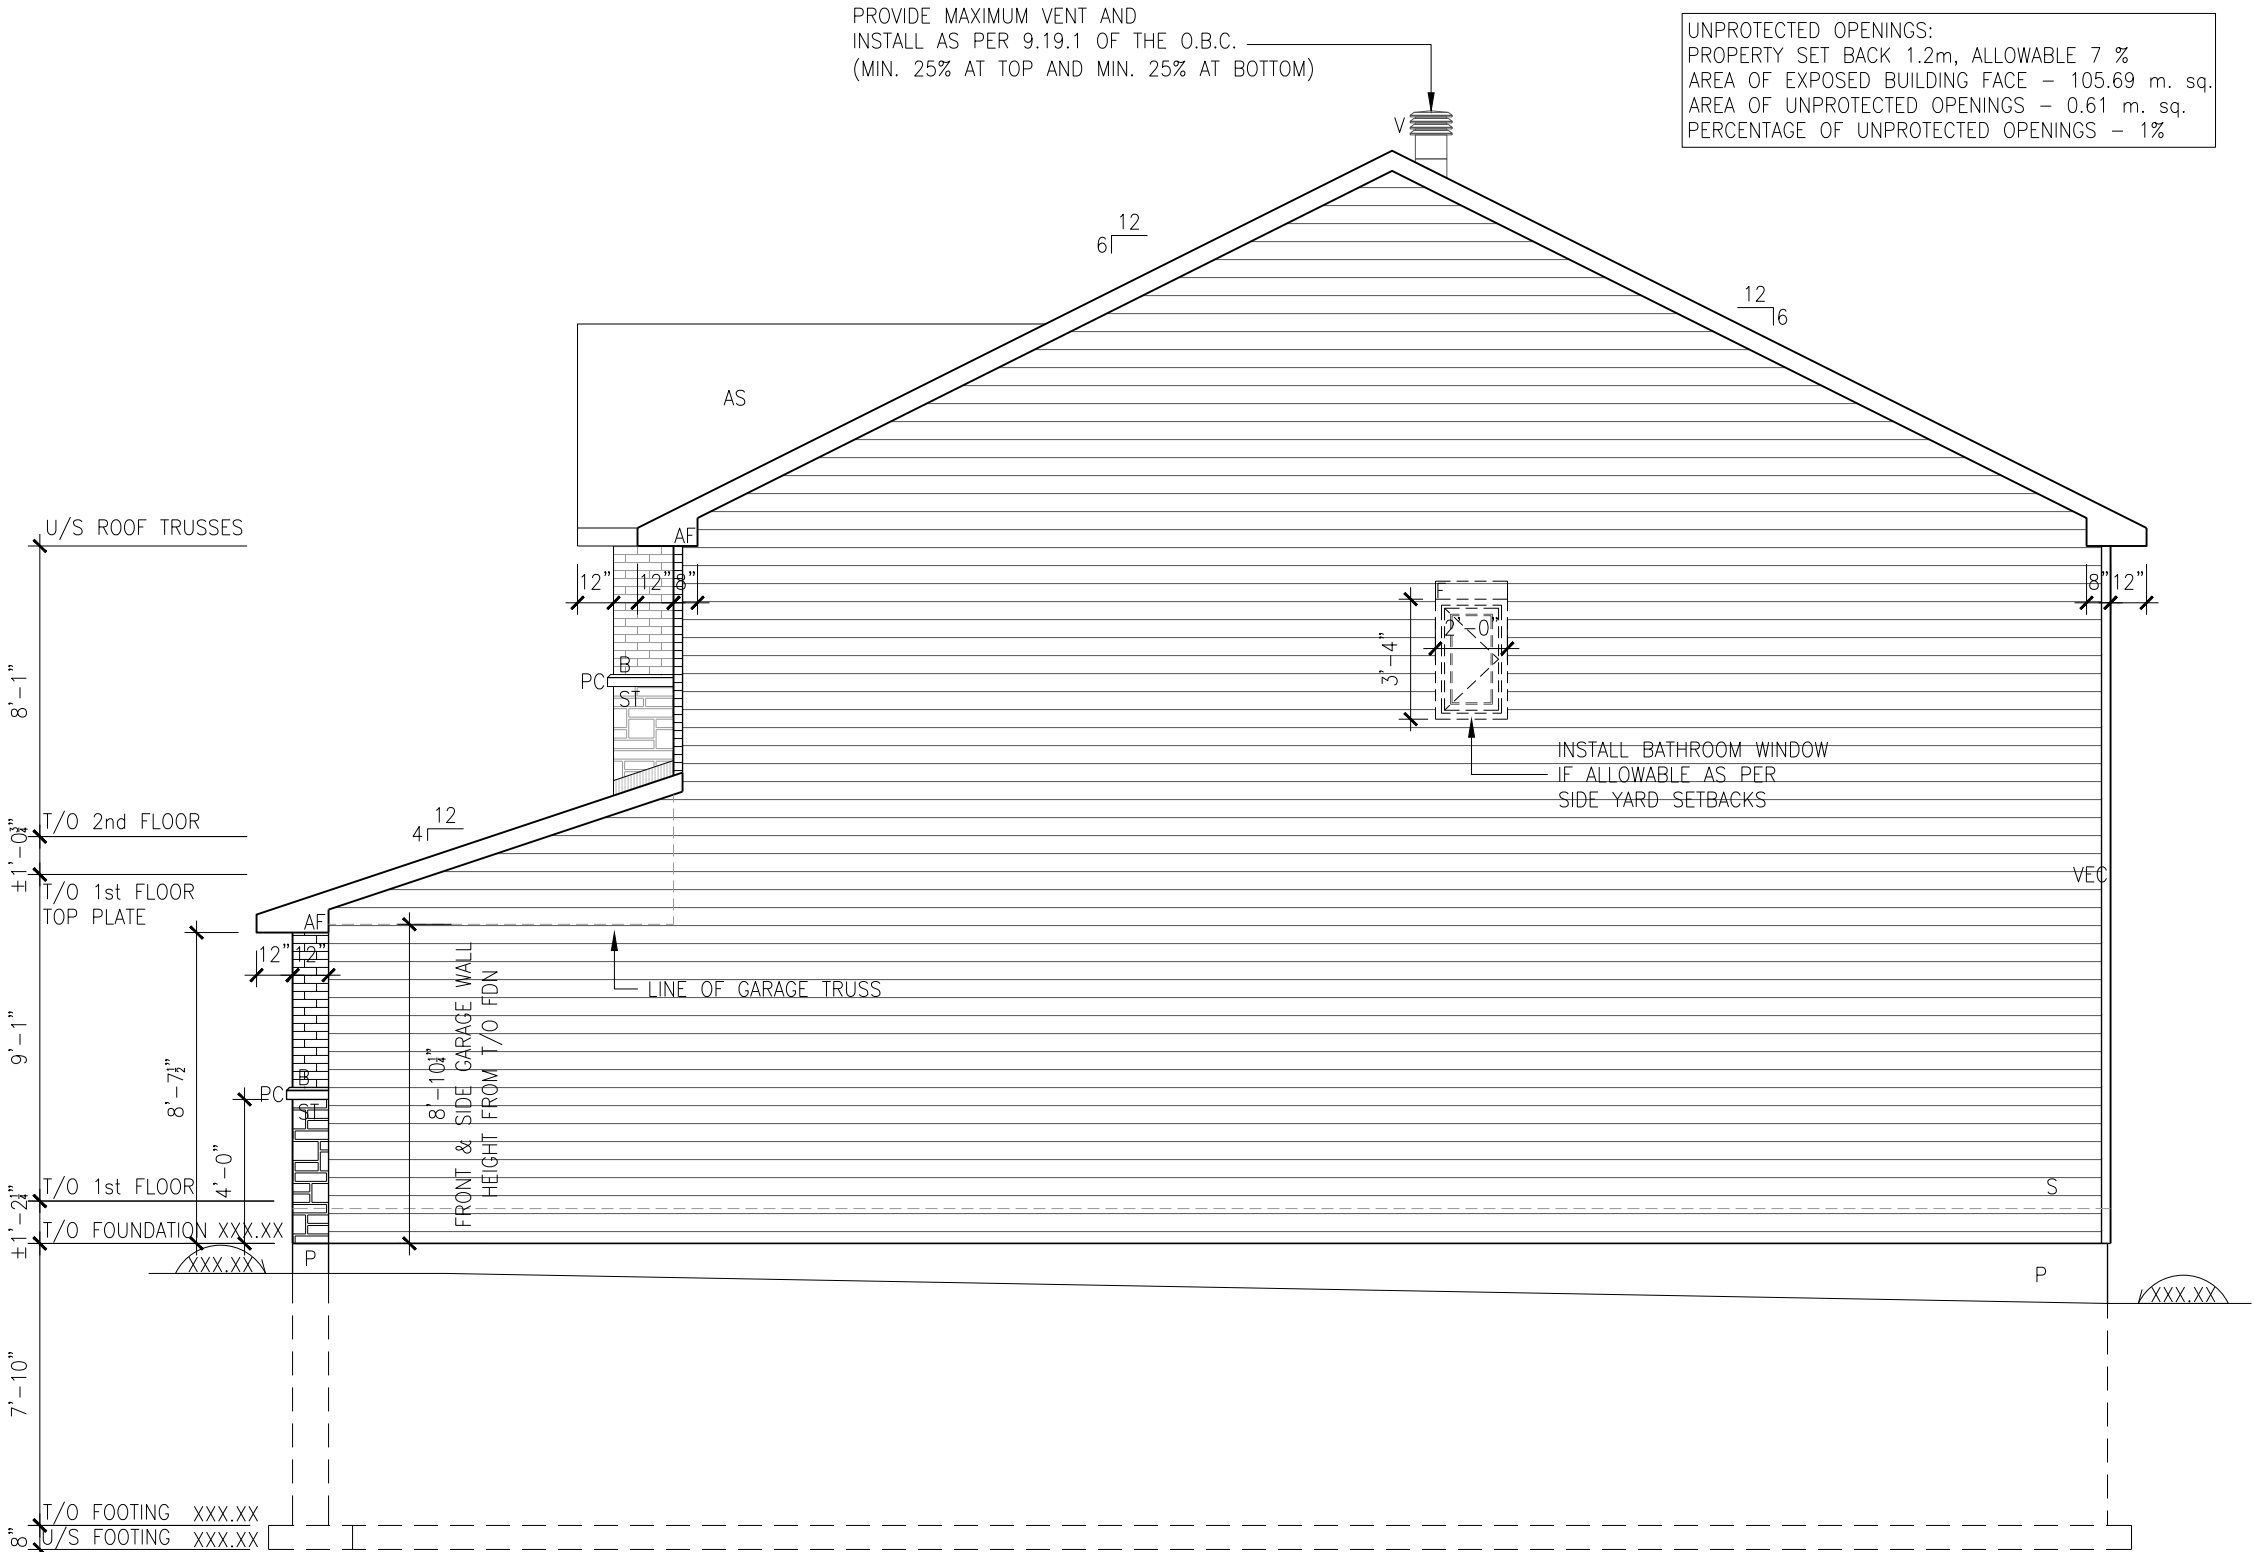 PROVIDE MAXIMUM VENT AND
INSTALL AS PER 9.19.1 OF THE O.B.C.
(MIN. 25% AT TOP AND MIN. 25% AT BOTTOM)
UNPROTECTED OPENINGS:
PROPERTY SET BACK 1.2m, ALLOWABLE 7 %
AREA OF EXPOSED BUILDING FACE – 105.69 m. sq.
AREA OF UNPROTECTED OPENINGS – 0.61 m. sq.
PERCENTAGE OF UNPROTECTED OPENINGS – 1%
V
12
6
12
6
AS
U/S ROOF TRUSSES
AF
12"
12"
8"
8"
12"
F
2'-0"
3'-4"
B
PC
ST
8'-1"
INSTALL BATHROOM WINDOW
IF ALLOWABLE AS PER
SIDE YARD SETBACKS
12
4
T/O 2nd FLOOR
±1'-0¾"
T/O 1st FLOOR
TOP PLATE
VEC
AF
12"
12"
LINE OF GARAGE TRUSS
9'-1"
8'-7½"
8'-10¼"
FRONT & SIDE GARAGE WALL
HEIGHT FROM T/O FDN
B
PC
ST
4'-0"
T/O 1st FLOOR
S
±1'-2¼"
T/O FOUNDATION XXX.XX
XXX.XX
P
P
XXX.XX
7'-10"
T/O FOOTING XXX.XX
U/S FOOTING XXX.XX
8"